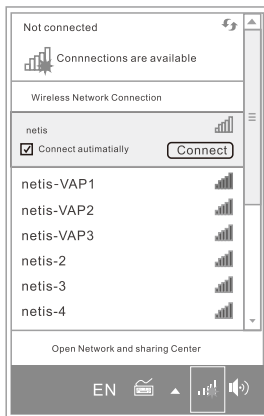 Not connected
Connnections are available
Wireless Network Connection
netis
Connect autimatially
Connect
netis-VAP1
netis-VAP2
netis-VAP3
netis-2
netis-3
netis-4
Open Network and sharing Center
EN